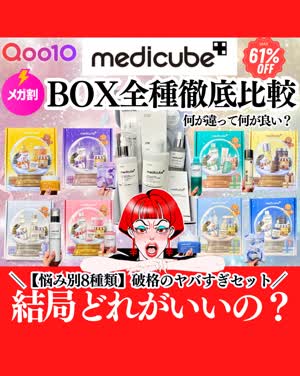 Qoo10
medicube
MAX
61%
OFF
メガ割
BOX全種徹底比較
何が違って何が良い？
＼【悩み別8種類】破格のヤバすぎセット／
結局どれがいいの？